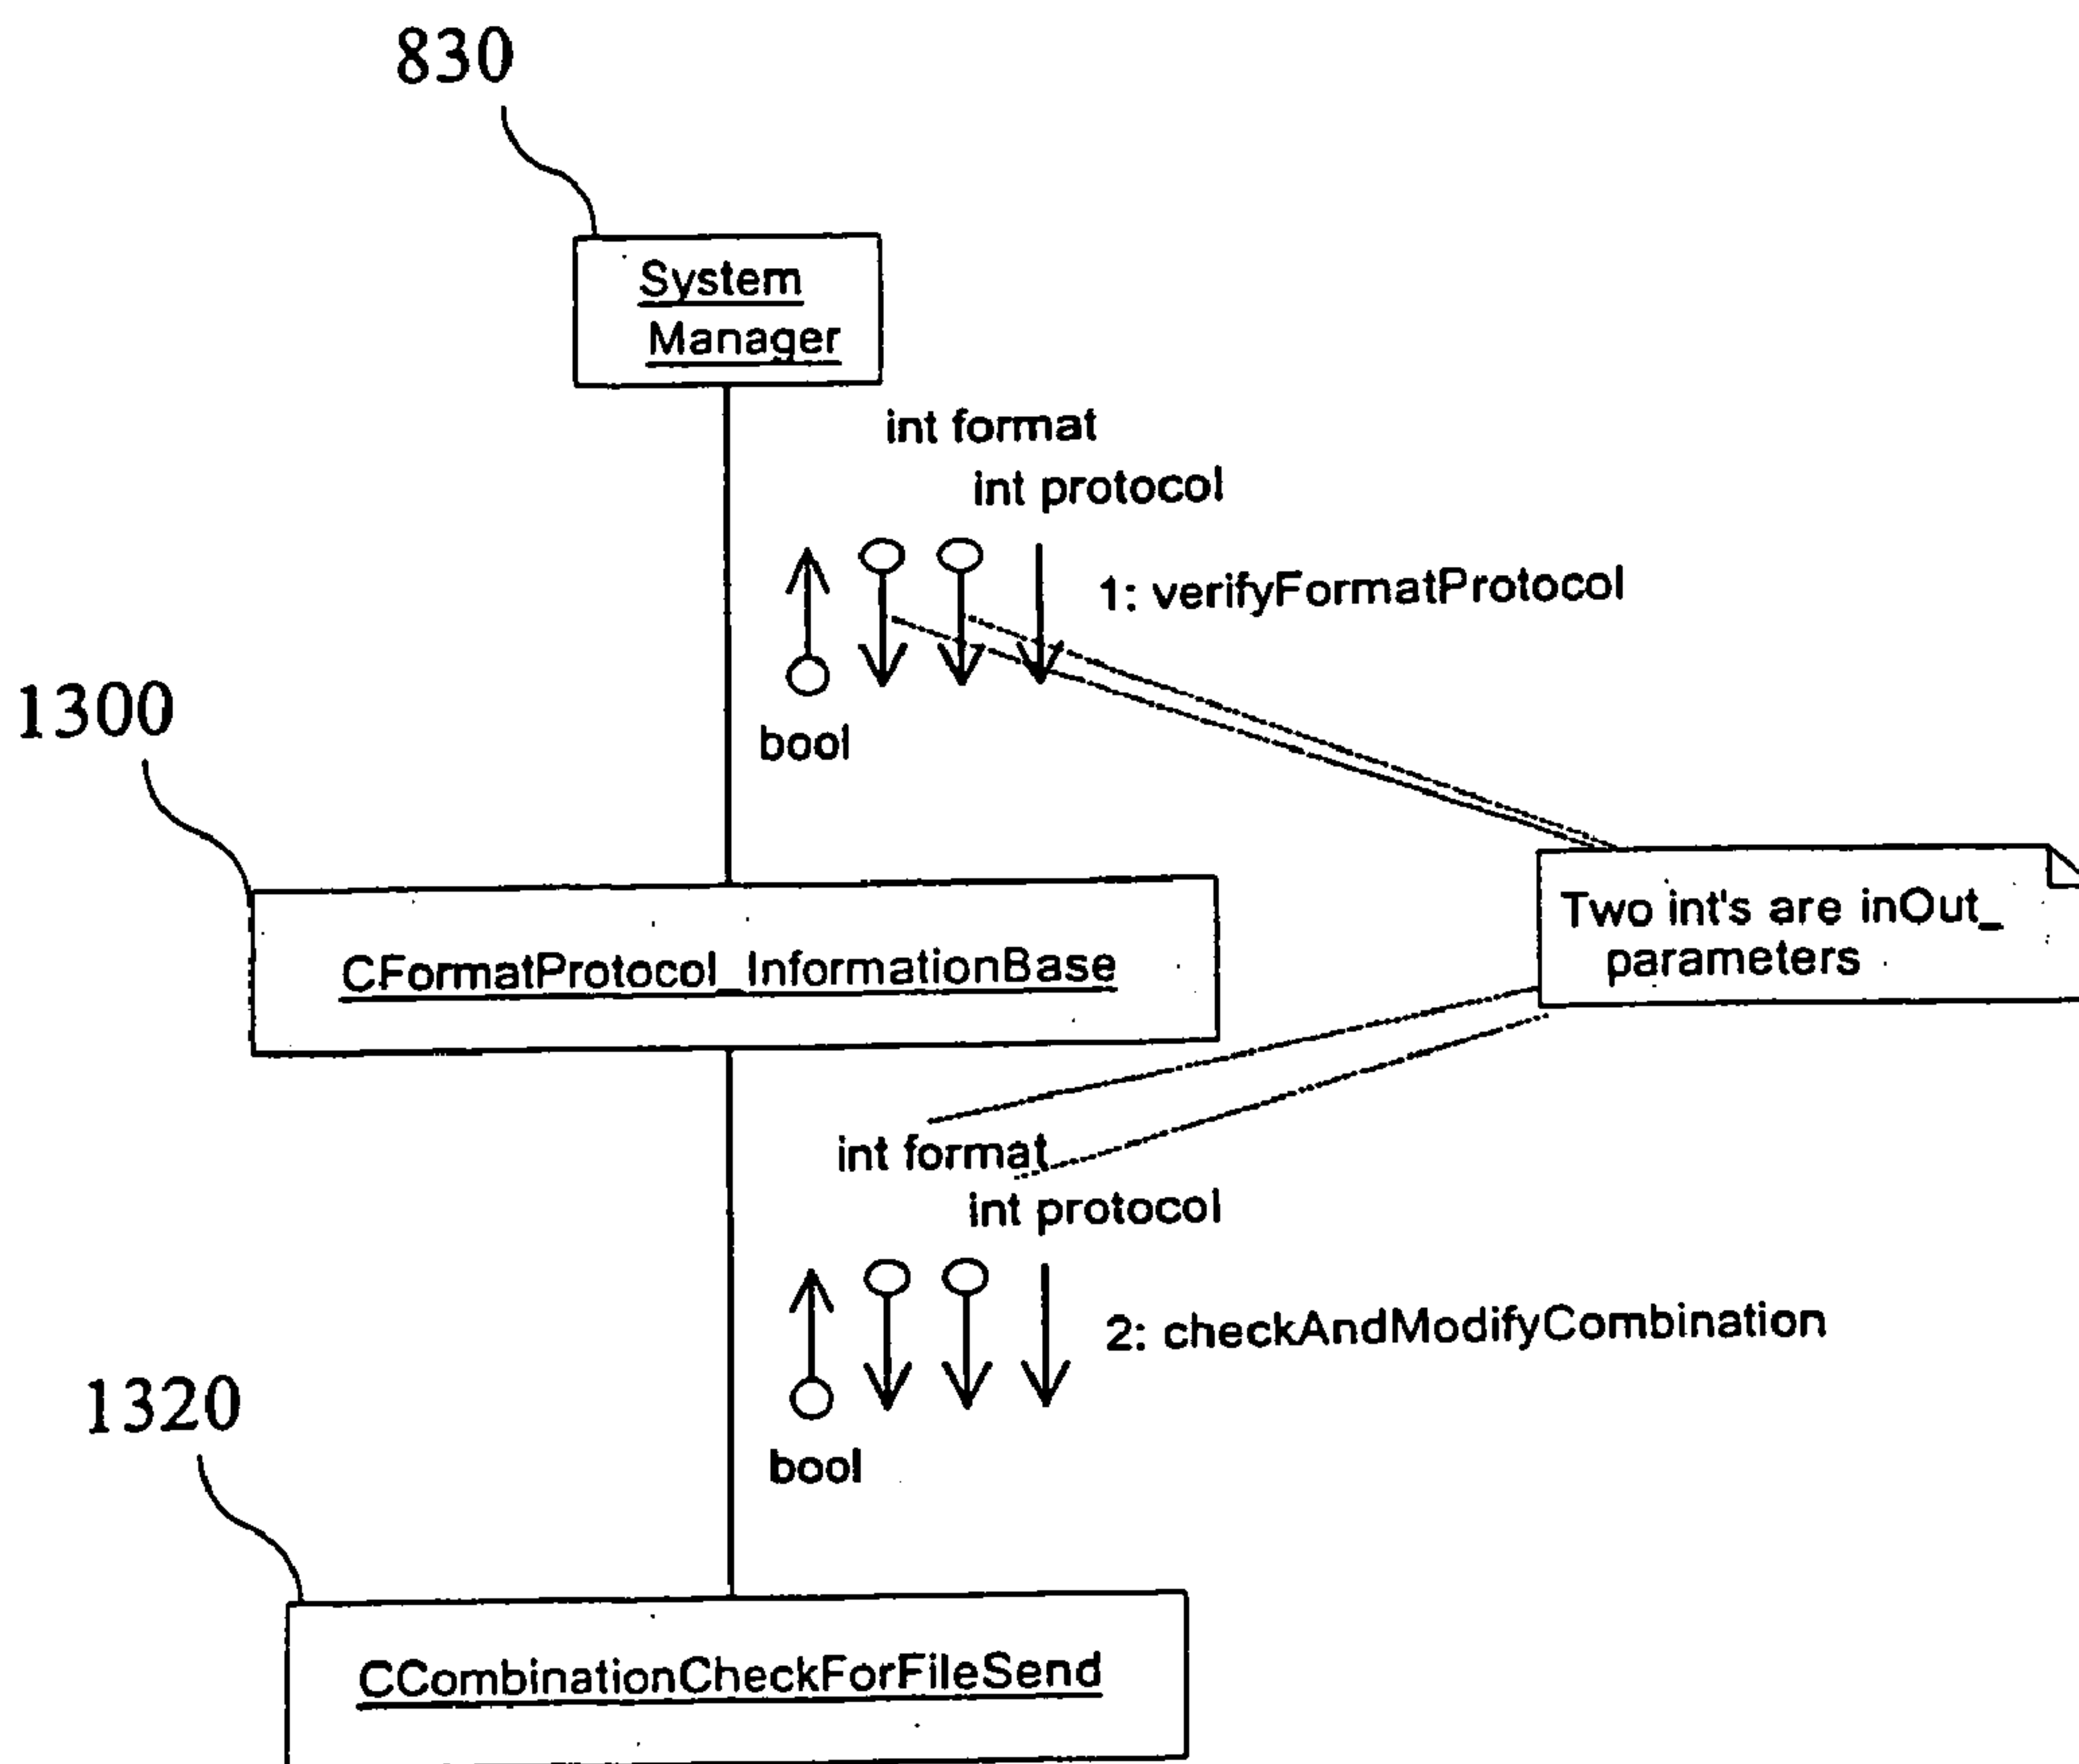 830
System
Manager
int format
int protocol
1: verifyFormatProtocol
bool
1300
CFormatProtocol_InformationBase
Two int's are inOut_
parameters
int format
int protocol
2: checkAndModifyCombination
bool
1320
CCombinationCheckForFileSend